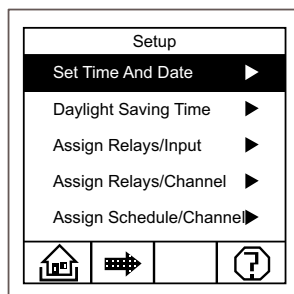 Setup
Set Time And Date
Daylight Saving Time
Assign Relays/Input
Assign Relays/Channel
Assign Schedule/Channel
?